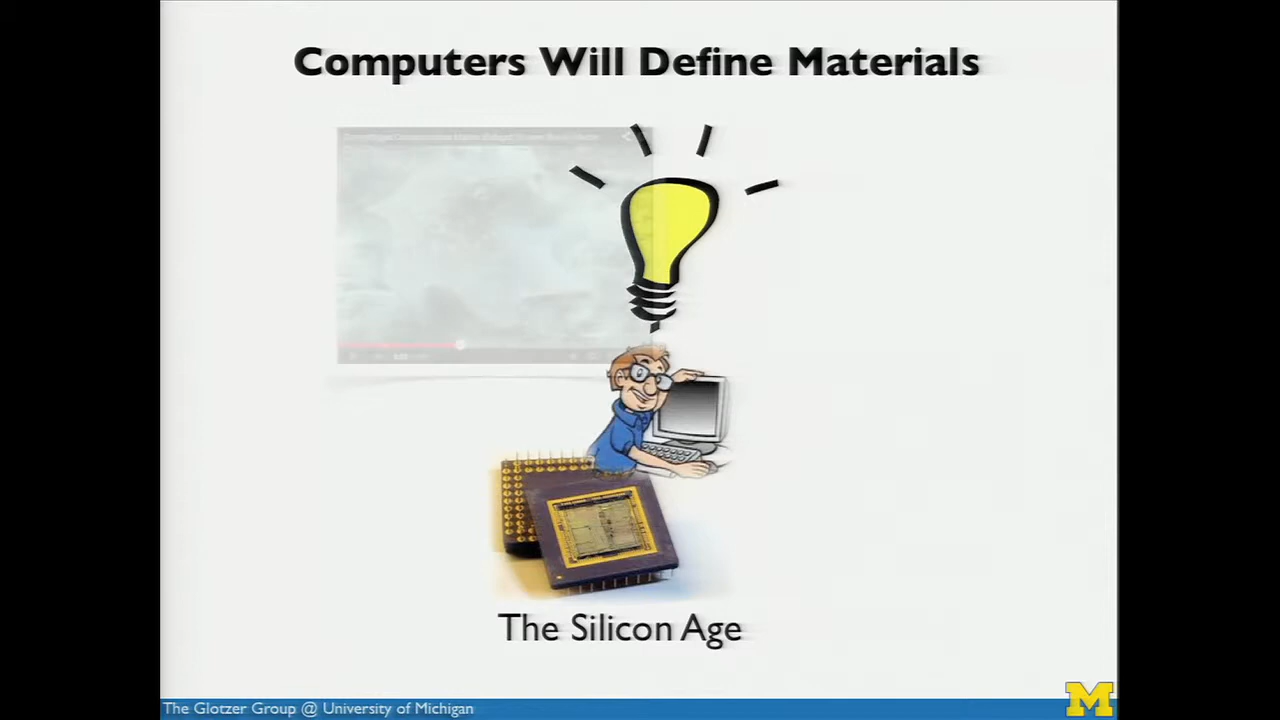 Computers Will Define Materials
The Silicon Age
The Glotzer Group @ University of Michigan
M